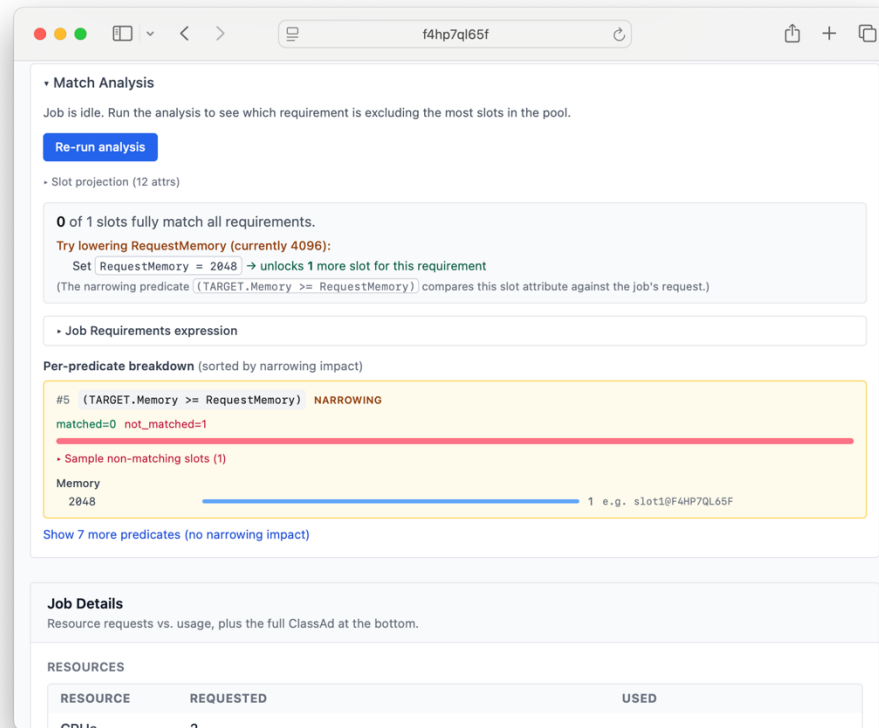 f4hp7ql65f
▾ Match Analysis
Job is idle. Run the analysis to see which requirement is excluding the most slots in the pool.
Re-run analysis
▸ Slot projection (12 attrs)
0 of 1 slots fully match all requirements.
Try lowering RequestMemory (currently 4096):
Set RequestMemory = 2048 → unlocks 1 more slot for this requirement
(The narrowing predicate (TARGET.Memory >= RequestMemory) compares this slot attribute against the job's request.)
▸ Job Requirements expression
Per-predicate breakdown (sorted by narrowing impact)
#5 (TARGET.Memory >= RequestMemory) NARROWING
matched=0 not_matched=1
▸ Sample non-matching slots (1)
Memory
2048 1 e.g. slot1@F4HP7QL65F
Show 7 more predicates (no narrowing impact)
Job Details
Resource requests vs. usage, plus the full ClassAd at the bottom.
RESOURCES
RESOURCE REQUESTED USED